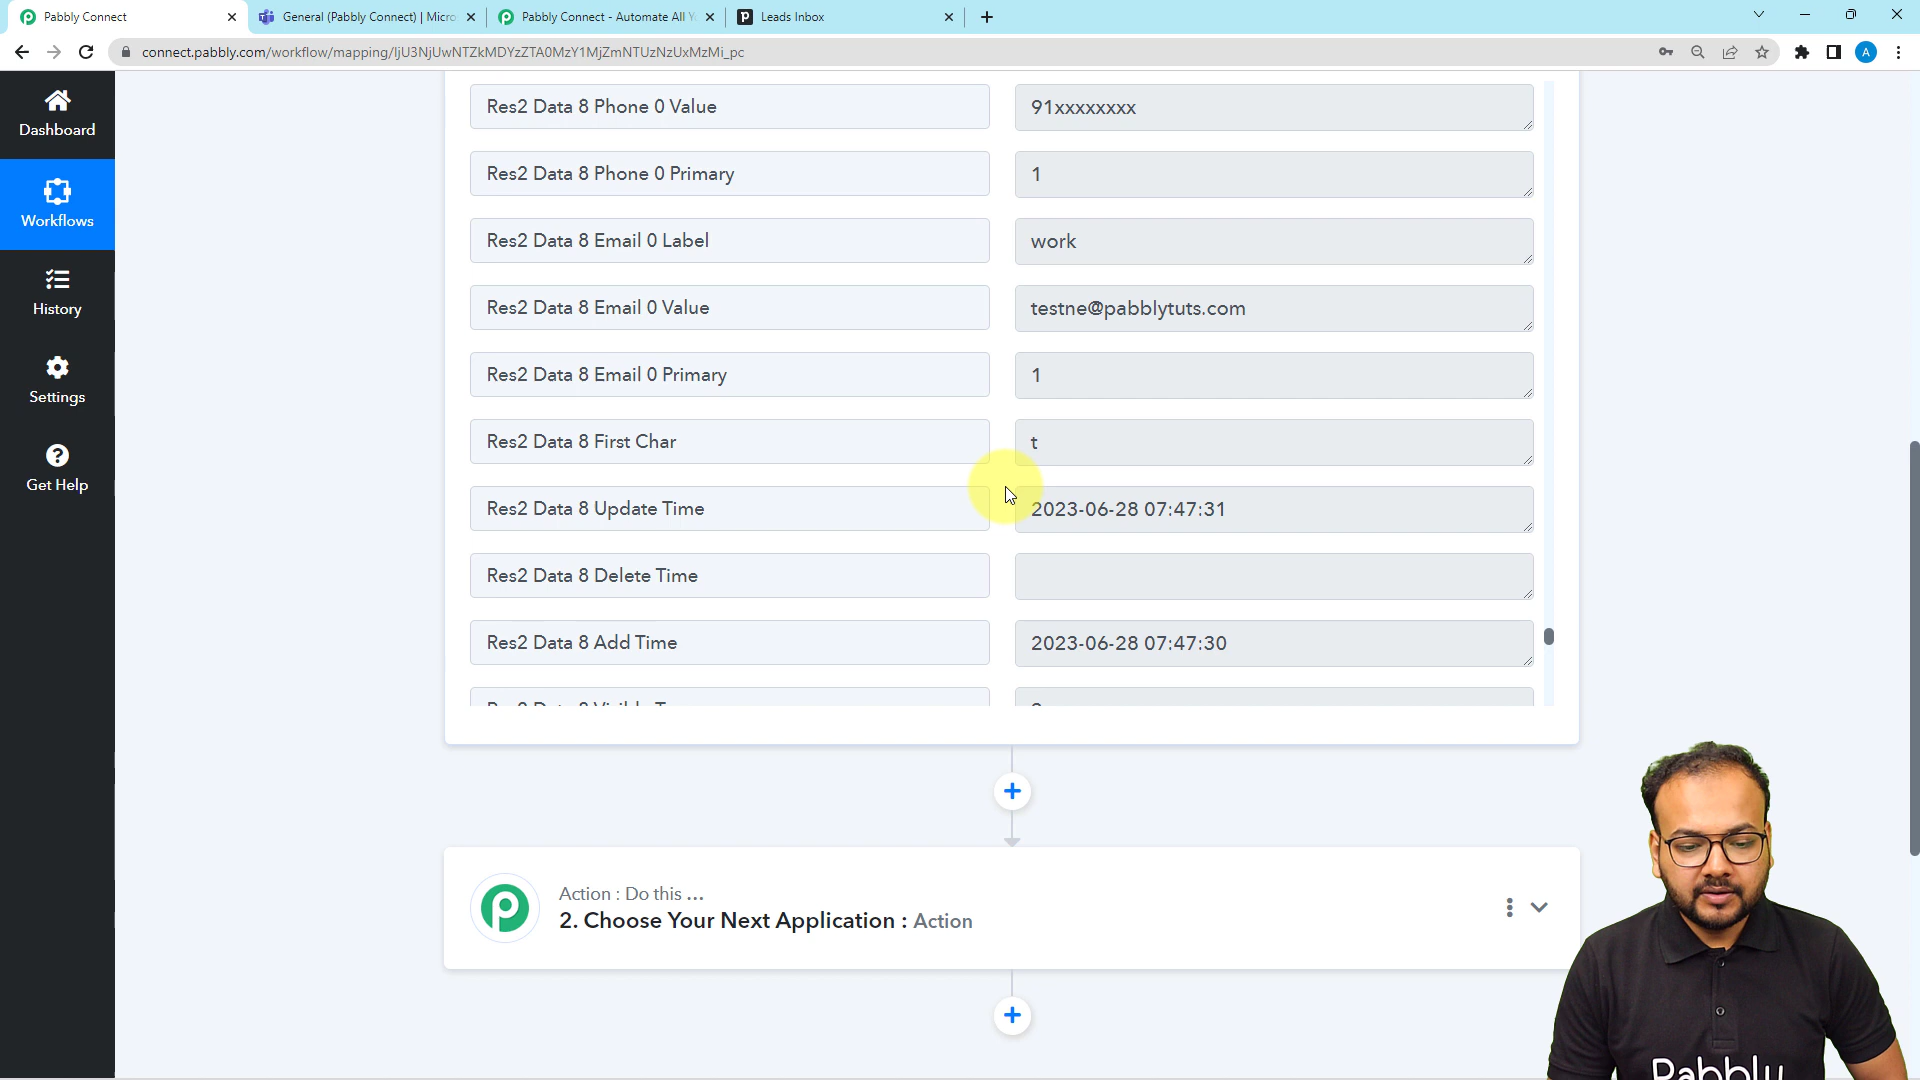 Pabbly Connect
General (Pabbly Connect) | Micro
Pabbly Connect - Automate All Y
Leads Inbox
connect.pabbly.com/workflow/mapping/IjU3NjUwNTZkMDYzZTA0MzY1MjZmNTUzNzUxMzMi_pc
A
Dashboard
Workflows
History
Settings
Get Help
Res2 Data 8 Phone 0 Value
91xxxxxxxx
Res2 Data 8 Phone 0 Primary
1
Res2 Data 8 Email 0 Label
work
Res2 Data 8 Email 0 Value
testne@pabblytuts.com
Res2 Data 8 Email 0 Primary
1
Res2 Data 8 First Char
t
Res2 Data 8 Update Time
2023-06-28 07:47:31
Res2 Data 8 Delete Time
Res2 Data 8 Add Time
2023-06-28 07:47:30
Action : Do this ...
2. Choose Your Next Application : Action
Pabbly